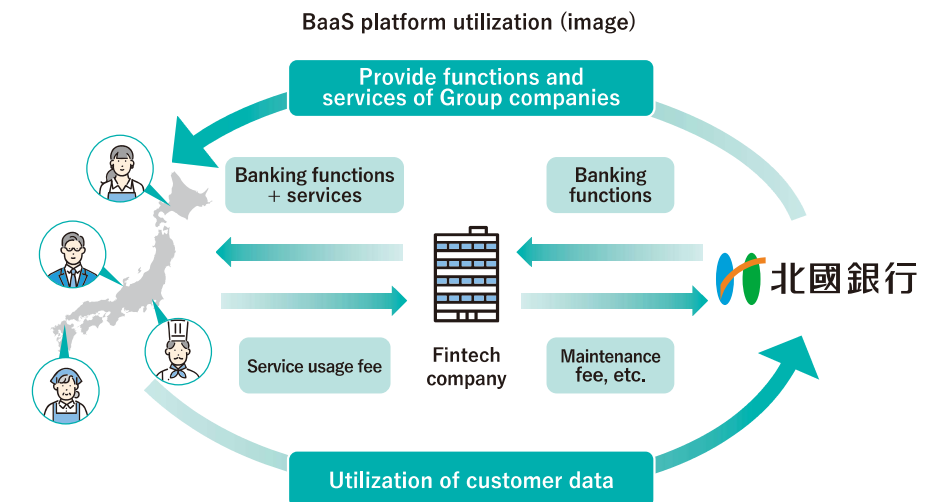 BaaS platform utilization (image)
Provide functions and
services of Group companies
Banking functions
+ services
Banking
functions
北國銀行
Service usage fee
Fintech
company
Maintenance
fee, etc.
Utilization of customer data